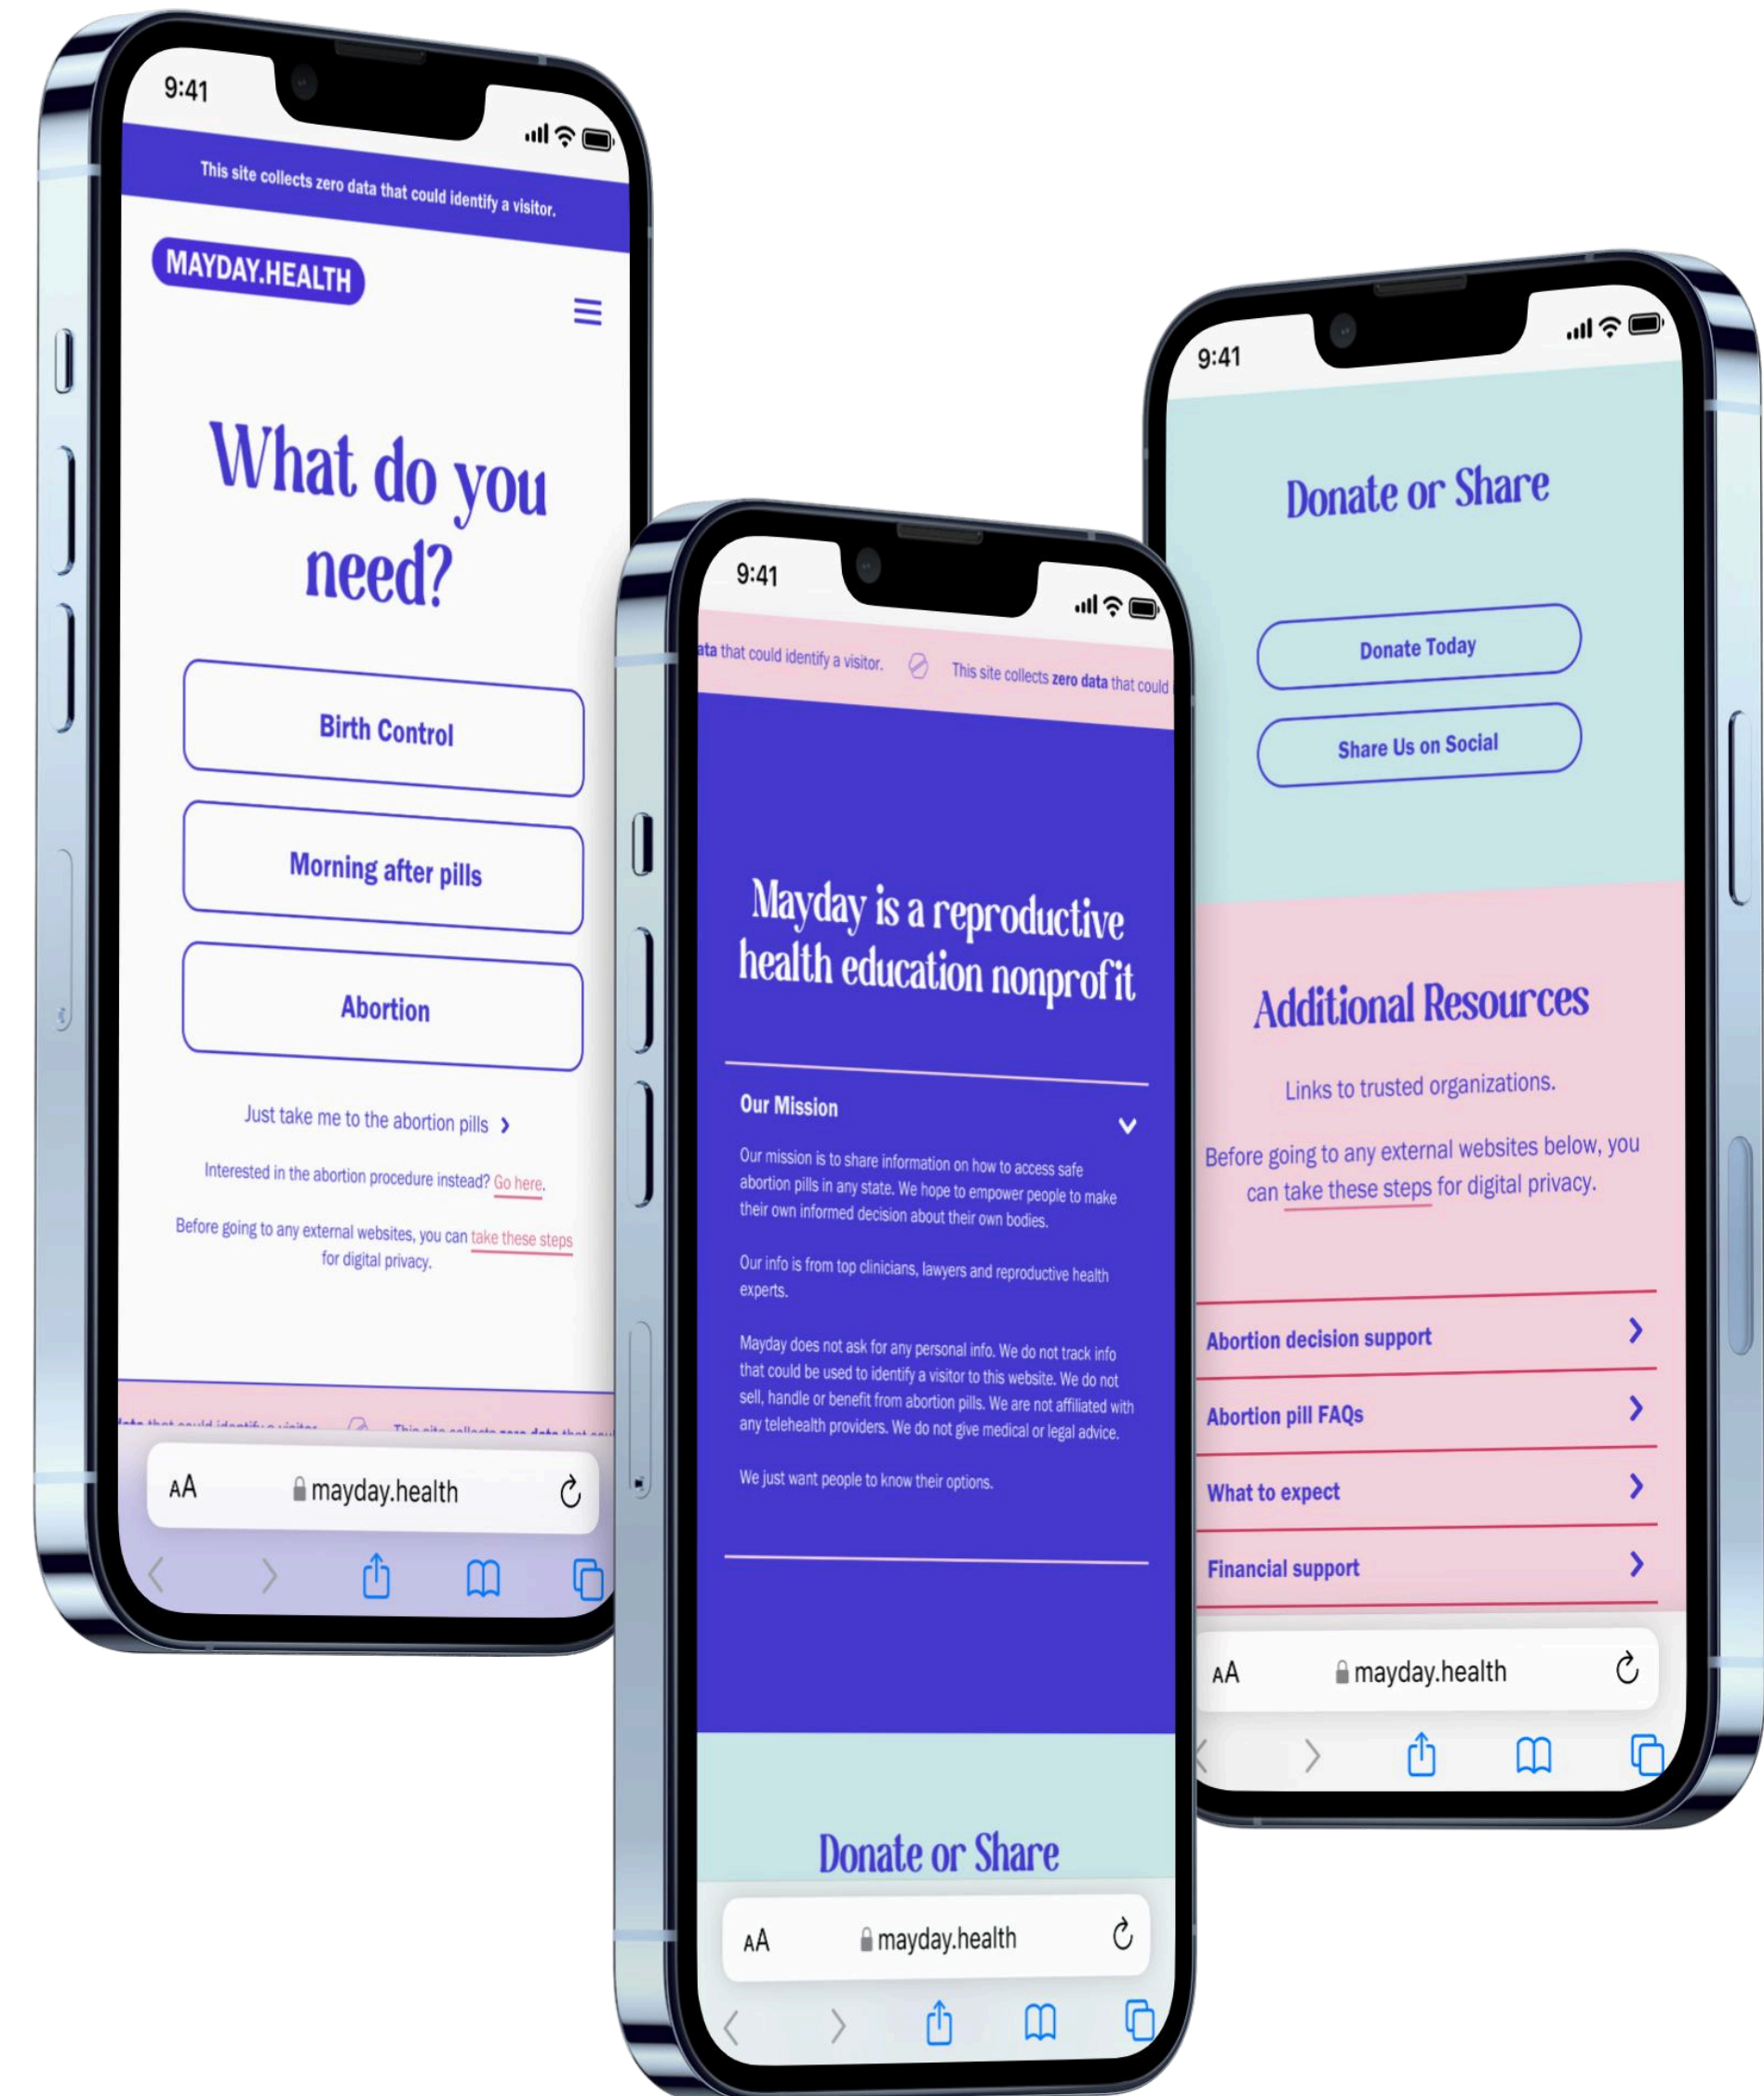 9:41
This site collects zero data that could identify a visitor.
MAYDAY.HEALTH
What do you
need?
Birth Control
Morning after pills
Abortion
Just take me to the abortion pills
Interested in the abortion procedure instead? Go here.
Before going to any external websites, you can take these steps
for digital privacy.
AA mayday.health
9:41
ata that could identify a visitor. This site collects zero data that could
Mayday is a reproductive
health education nonprofit
Our Mission
Our mission is to share information on how to access safe
abortion pills in any state. We hope to empower people to make
their own informed decision about their own bodies.
Our info is from top clinicians, lawyers and reproductive health
experts.
Mayday does not ask for any personal info. We do not track info
that could be used to identify a visitor to this website. We do not
sell, handle or benefit from abortion pills. We are not affiliated with
any telehealth providers. We do not give medical or legal advice.
We just want people to know their options.
Donate or Share
AA mayday.health
9:41
Donate or Share
Donate Today
Share Us on Social
Additional Resources
Links to trusted organizations.
Before going to any external websites below, you
can take these steps for digital privacy.
Abortion decision support
Abortion pill FAQs
What to expect
Financial support
AA mayday.health